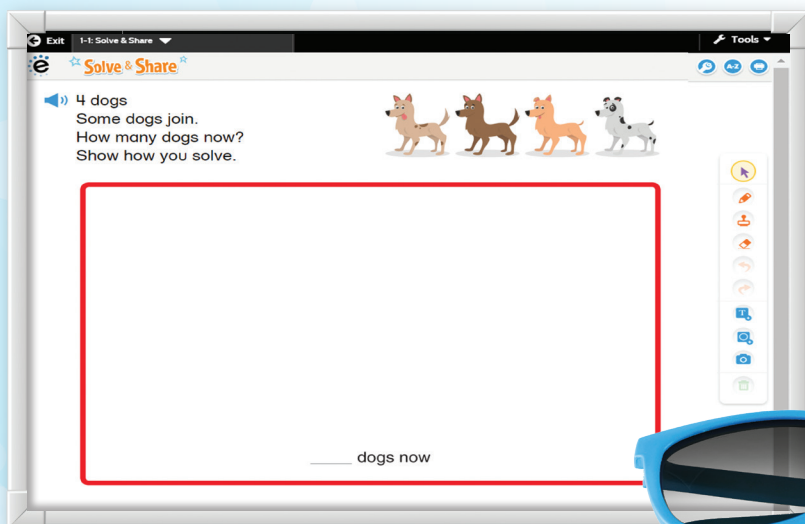 Exit
1-1: Solve & Share
Tools
e
Solve & Share
A-Z
4 dogs
Some dogs join.
How many dogs now?
Show how you solve.
T
____ dogs now